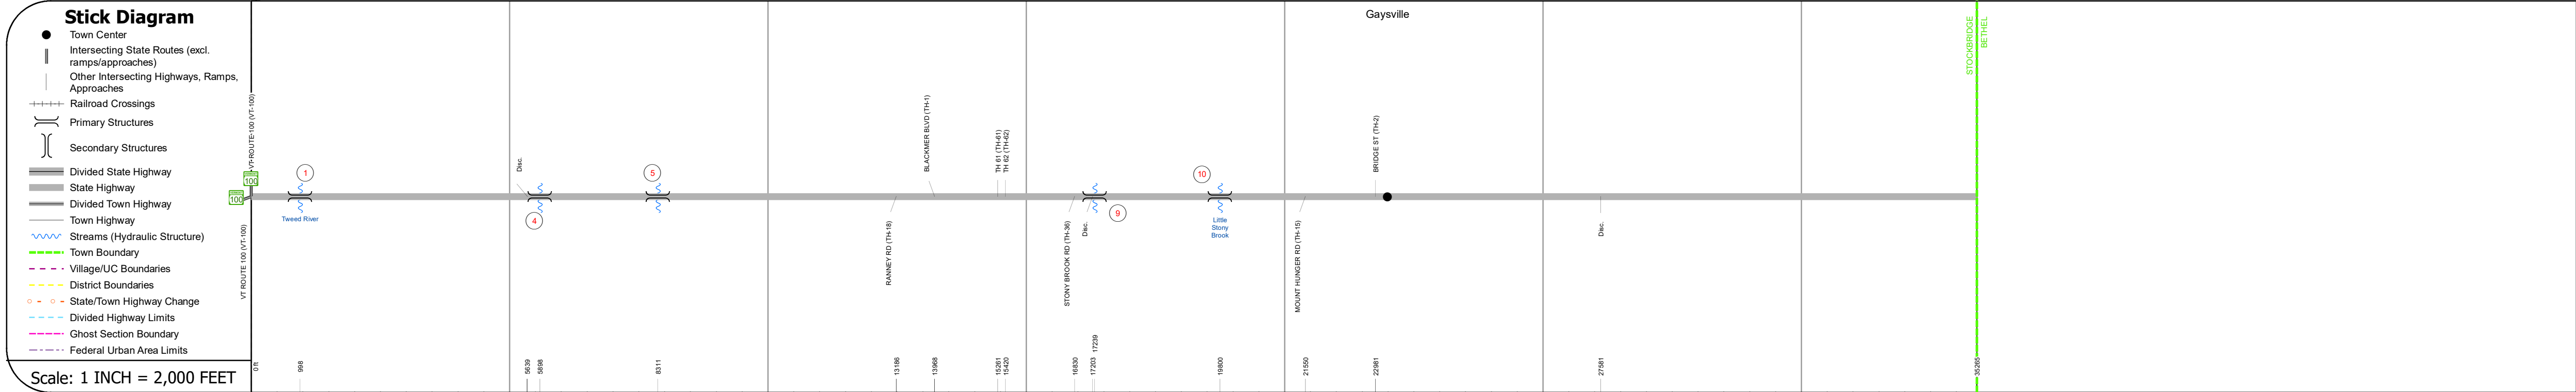 Stick Diagram
Town Center
Intersecting State Routes (excl.
ramps/approaches)
Other Intersecting Highways, Ramps,
Approaches
Railroad Crossings
Primary Structures
Secondary Structures
Divided State Highway
State Highway
Divided Town Highway
Town Highway
Streams (Hydraulic Structure)
Town Boundary
Village/UC Boundaries
District Boundaries
State/Town Highway Change
Divided Highway Limits
Ghost Section Boundary
Federal Urban Area Limits
Scale: 1 INCH = 2,000 FEET
Gaysville
STOCKBRIDGE
BETHEL
VT-ROUTE-100 (VT-100)
100
100
VT ROUTE 100 (VT-100)
1
Tweed River
Disc.
4
5
RANNEY RD (TH-18)
BLACKMER BLVD (TH-1)
TH 61 (TH-61)
TH 62 (TH-62)
STONY BROOK RD (TH-36)
Disc.
9
10
Little
Stony
Brook
MOUNT HUNGER RD (TH-15)
BRIDGE ST (TH-2)
Disc.
0 ft
998
5639
5898
8311
13186
13968
15261
15420
16830
17203
17239
19800
21550
22981
27581
35265